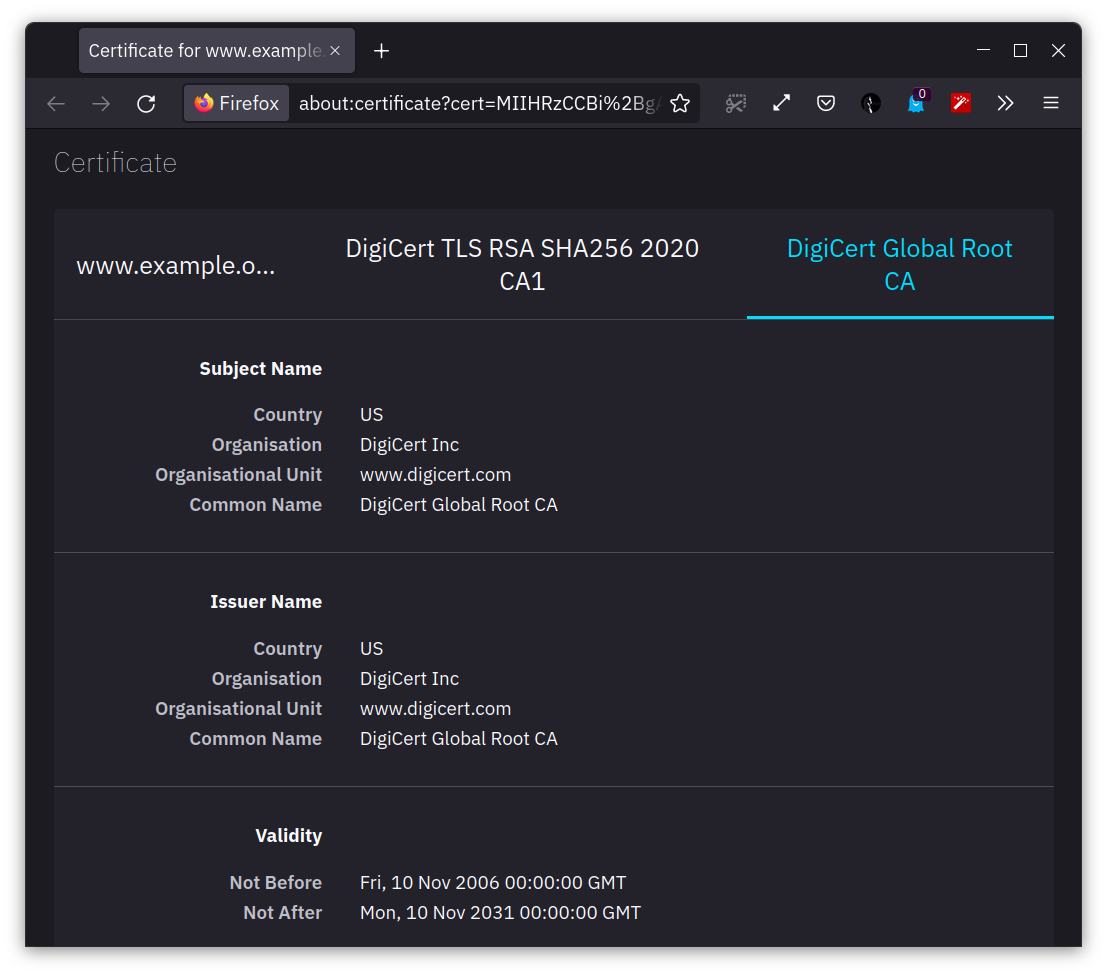 Certificate for www.example.
Firefox about:certificate?cert=MIIHRzCCBi%2Bg
0
Certificate
www.example.o...
DigiCert TLS RSA SHA256 2020
CA1
DigiCert Global Root
CA
Subject Name
Country US
Organisation DigiCert Inc
Organisational Unit www.digicert.com
Common Name DigiCert Global Root CA
Issuer Name
Country US
Organisation DigiCert Inc
Organisational Unit www.digicert.com
Common Name DigiCert Global Root CA
Validity
Not Before Fri, 10 Nov 2006 00:00:00 GMT
Not After Mon, 10 Nov 2031 00:00:00 GMT